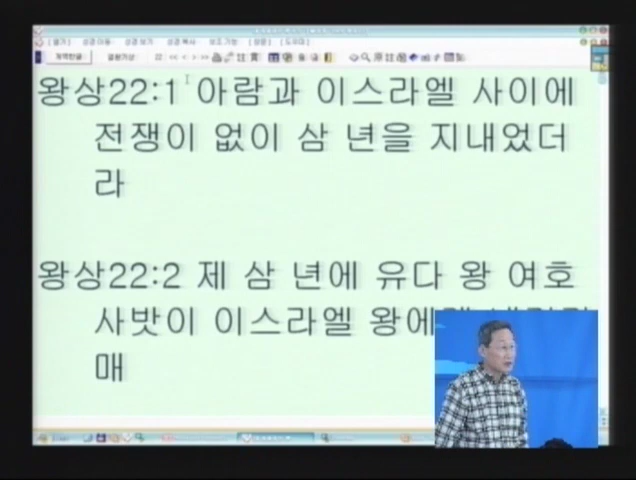 왕상22:1 아람과 이스라엘 사이에
전쟁이 없이 삼 년을 지내었더
라
왕상22:2 제 삼 년에 유다 왕 여호
사밧이 이스라엘 왕에게
매